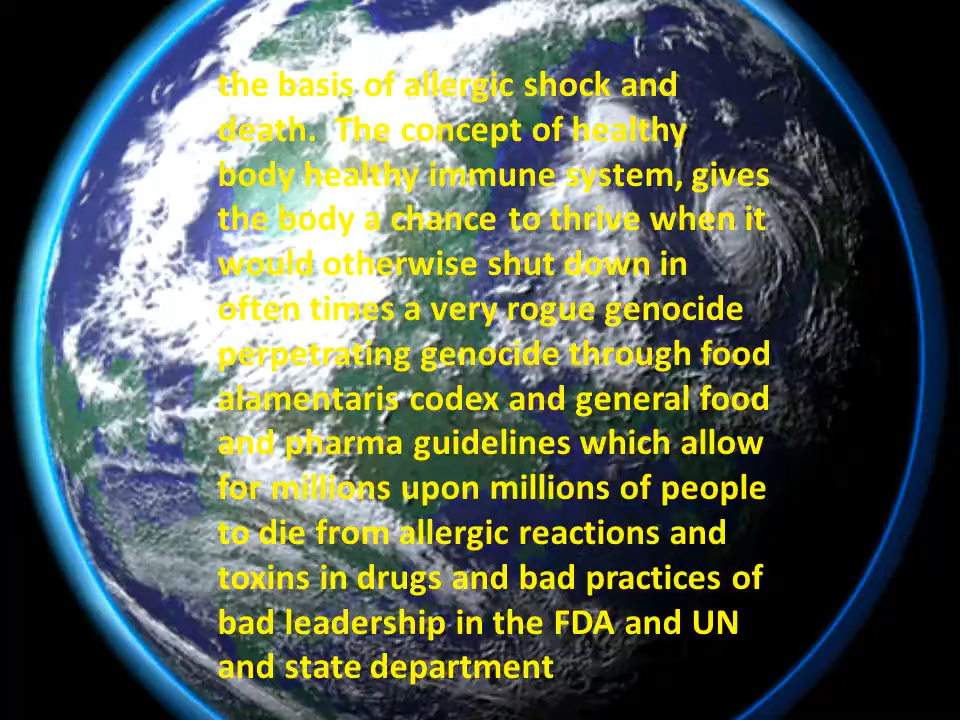 the basis of allergic shock and
death.  The concept of healthy
body healthy immune system, gives
the body a chance to thrive when it
would otherwise shut down in
often times a very rogue genocide
perpetrating genocide through food
alamentaris codex and general food
and pharma guidelines which allow
for millions upon millions of people
to die from allergic reactions and
toxins in drugs and bad practices of
bad leadership in the FDA and UN
and state department